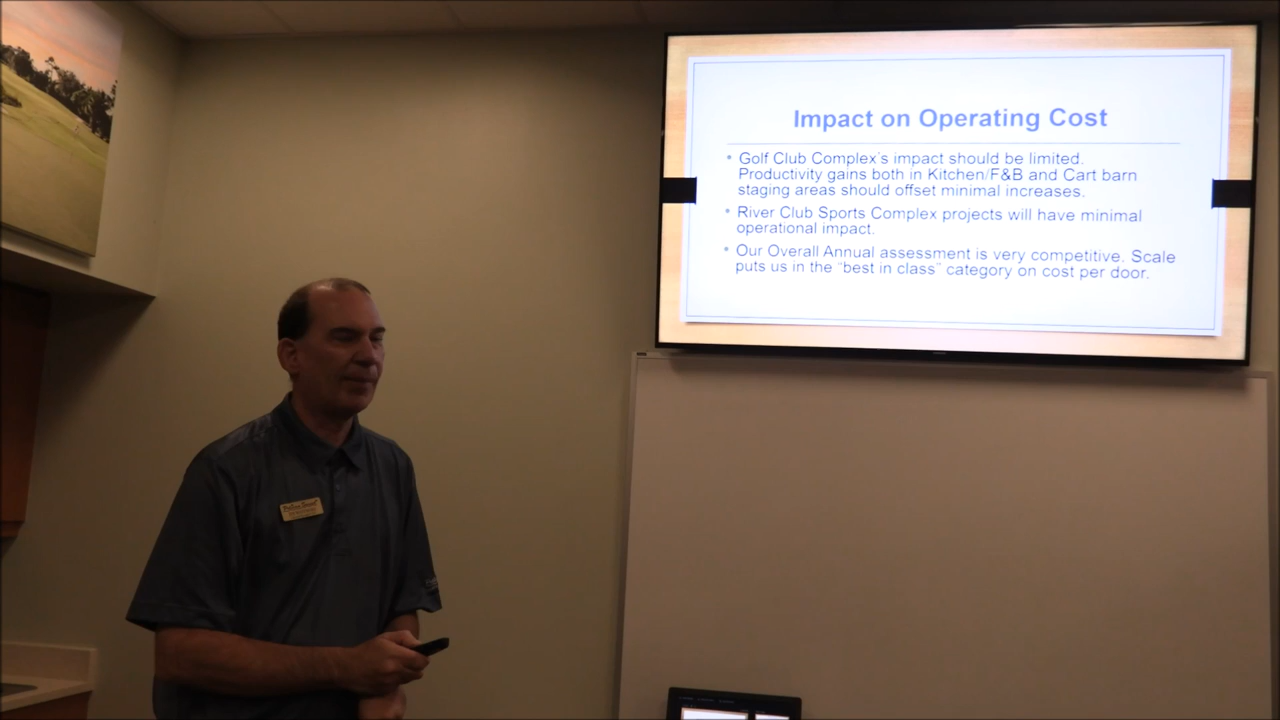 Impact on Operating Cost
• Golf Club Complex's impact should be limited.
Productivity gains both in Kitchen/F&B and Cart barn
staging areas should offset minimal increases.
• River Club Sports Complex projects will have minimal
operational impact.
• Our Overall Annual assessment is very competitive. Scale
puts us in the "best in class" category on cost per door.